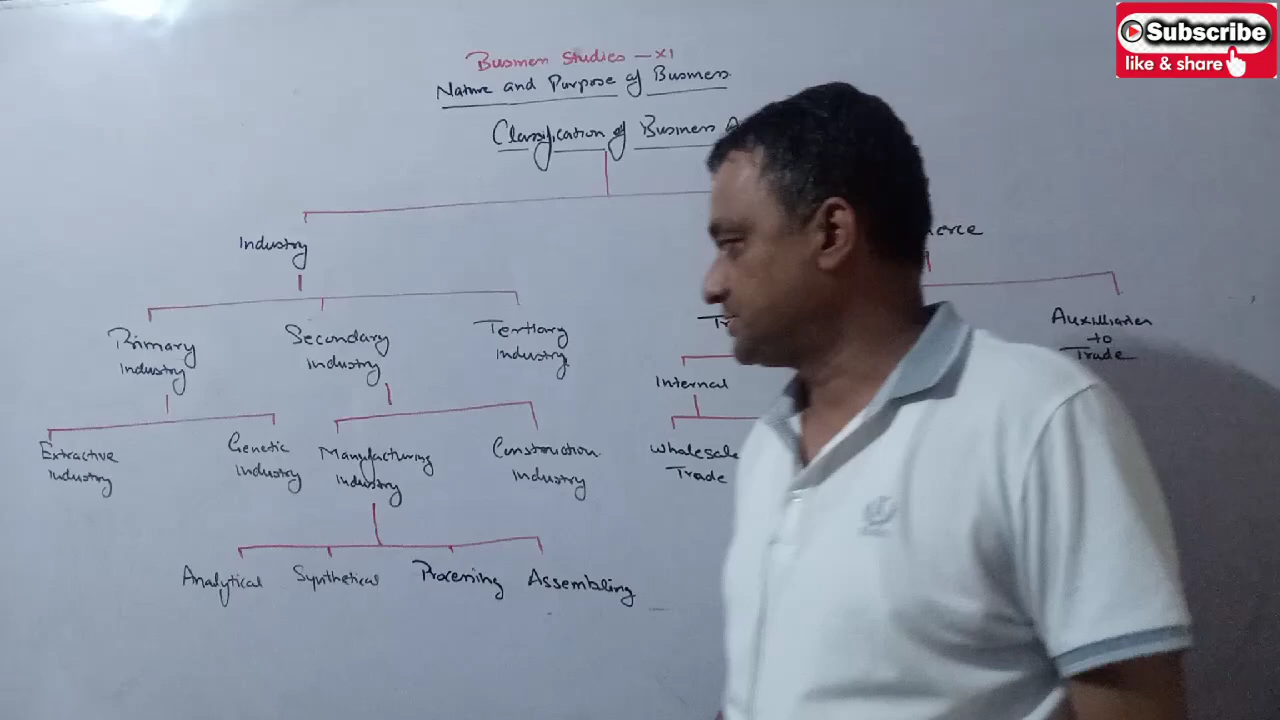 Subscribe
like & share
Business Studies - XI
Nature and Purpose of Business
Classification of Business
Industry
Primary
Industry
Secondary
Industry
Tertiary
Industry
Auxilliaries
to
Trade
Internal
Extractive
Industry
Genetic
Industry
Manufacturing
Industry
Construction
Industry
Wholesale
Trade
Analytical Synthetical Processing Assembling